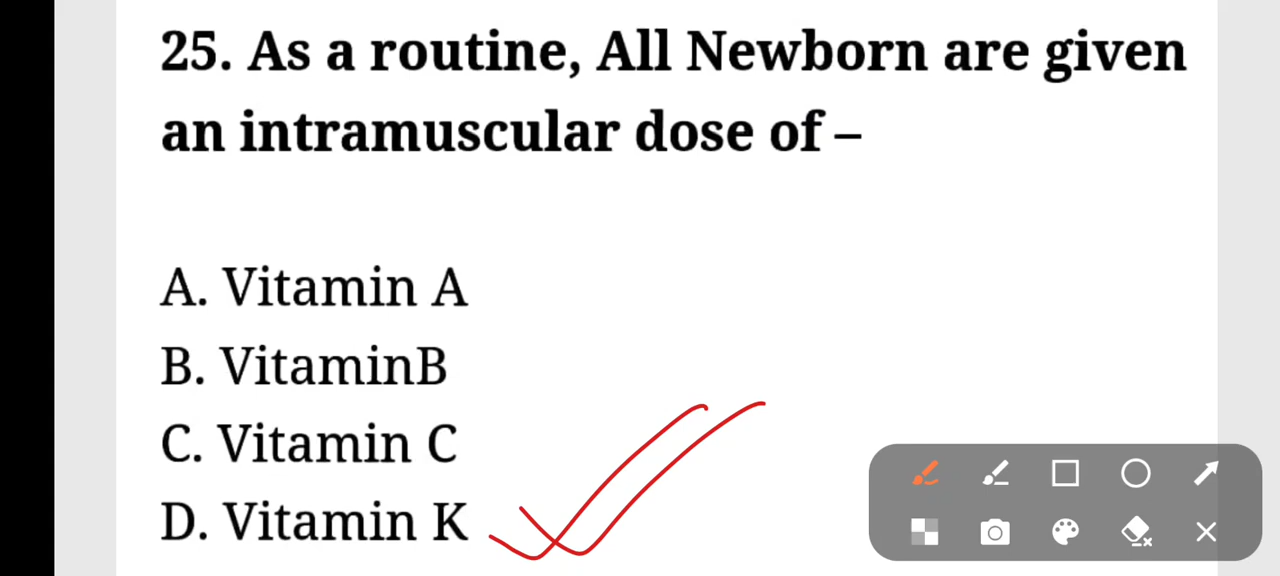 25. As a routine, All Newborn are given
an intramuscular dose of –
A. Vitamin A
B. VitaminB
C. Vitamin C
D. Vitamin K